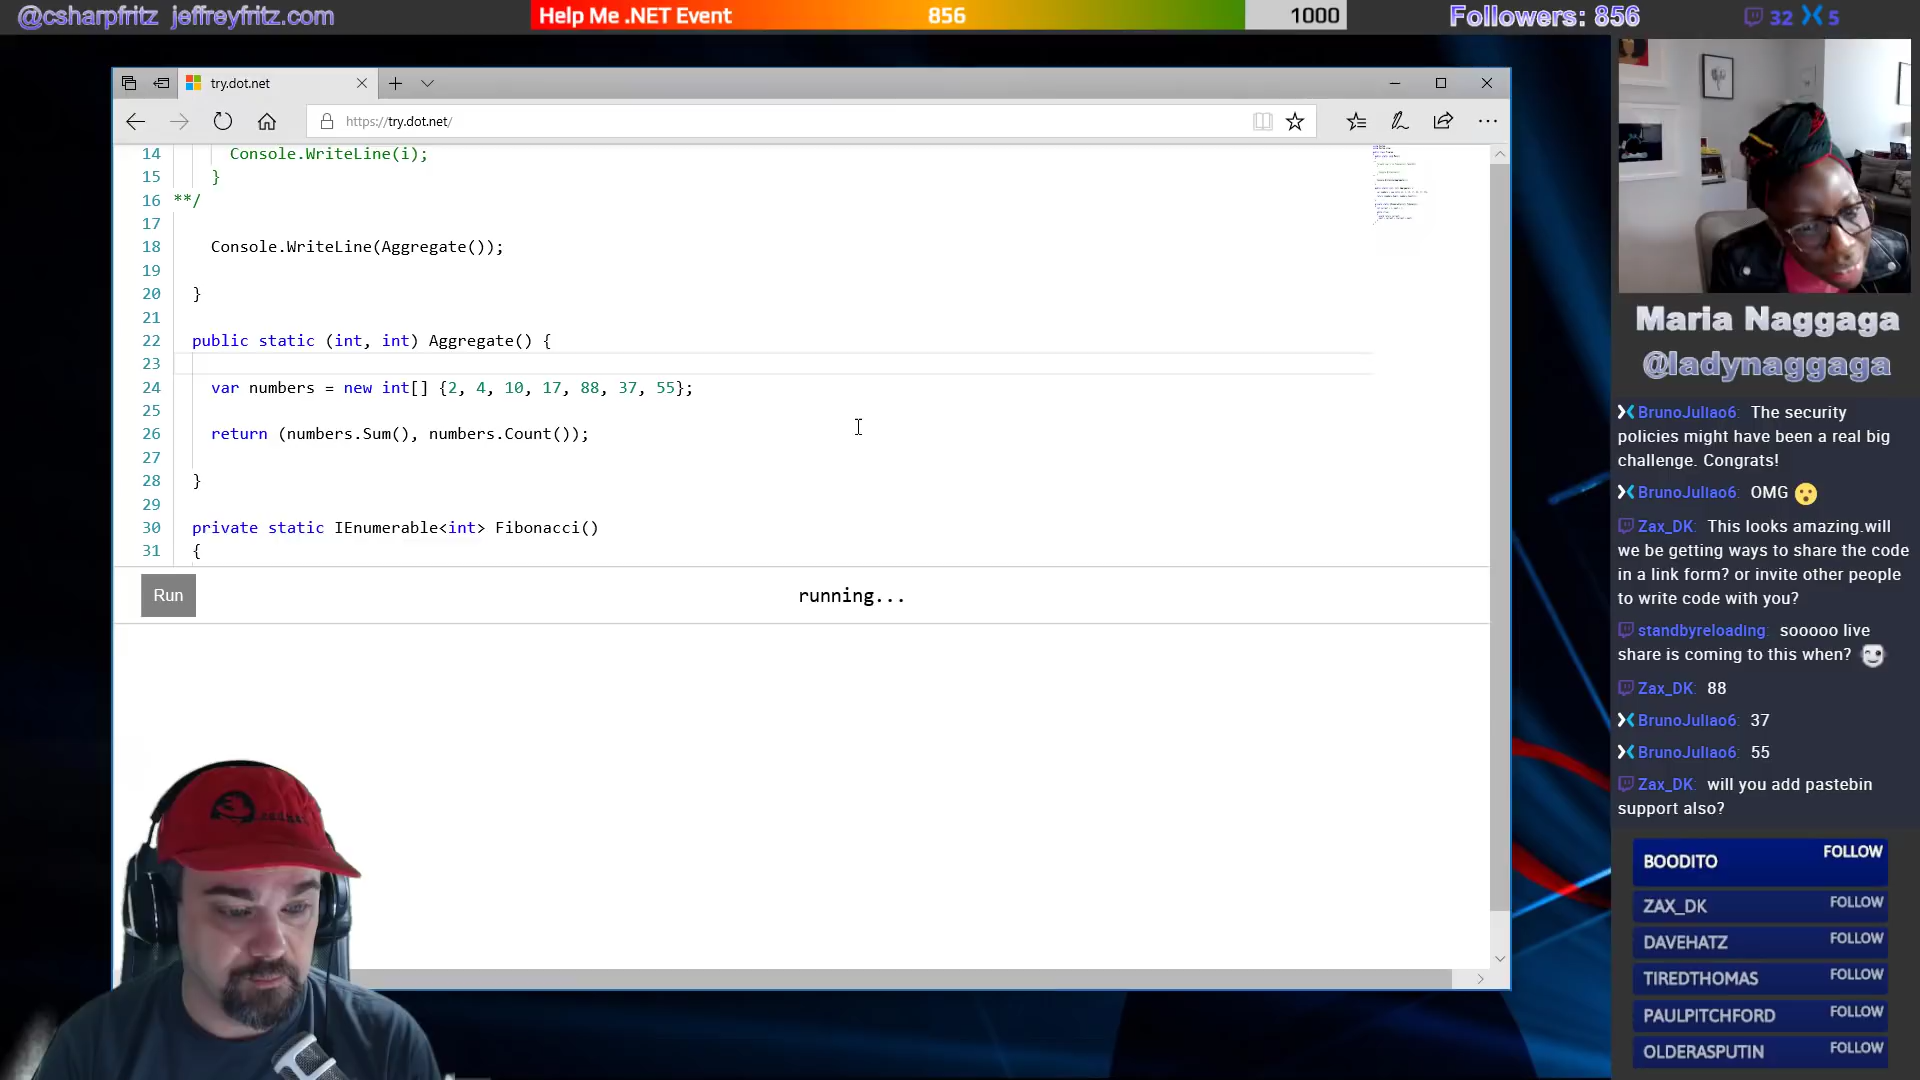 @csharpfritz jeffreyfritz.com
Help Me .NET Event 856 1000
Followers: 856
32 5
try.dot.net
https://try.dot.net/
14 Console.WriteLine(i);
15 }
16 **/
17
18 Console.WriteLine(Aggregate());
19
20 }
21
22 public static (int, int) Aggregate() {
23
24 var numbers = new int[] {2, 4, 10, 17, 88, 37, 55};
25
26 return (numbers.Sum(), numbers.Count());
27
28 }
29
30 private static IEnumerable<int> Fibonacci()
31 {
Run
running...
Maria Naggaga
@ladynaggaga
BrunoJuliao6: The security
policies might have been a real big
challenge. Congrats!
BrunoJuliao6: OMG
Zax_DK: This looks amazing.will
we be getting ways to share the code
in a link form? or invite other people
to write code with you?
standbyreloading: sooooo live
share is coming to this when?
Zax_DK: 88
BrunoJuliao6: 37
BrunoJuliao6: 55
Zax_DK: will you add pastebin
support also?
BOODITO FOLLOW
ZAX_DK FOLLOW
DAVEHATZ FOLLOW
TIREDTHOMAS FOLLOW
PAULPITCHFORD FOLLOW
OLDERASPUTIN FOLLOW